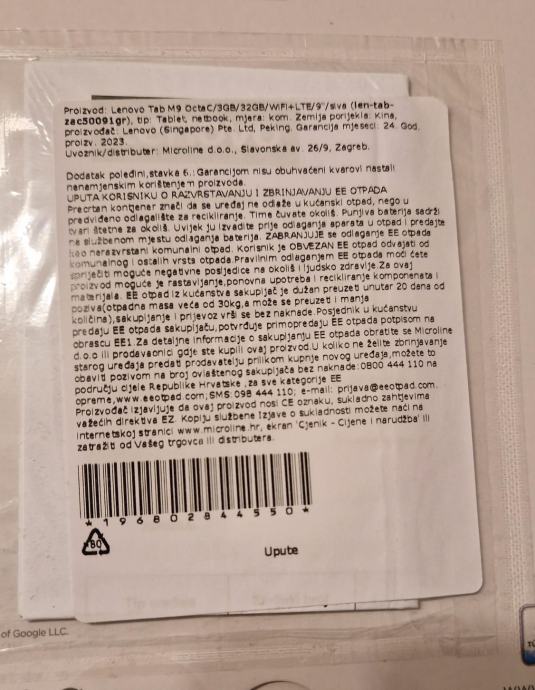 Proizvod: Lenovo Tab M9 OctaC/3GB/32GB/WiFi+LTE/9"/siva (len-tab-
zac50091gr), tip: Tablet, netbook, mjera: kom. Zemlja porijekla: Kina,
proizvođač: Lenovo (Singapore) Pte. Ltd, Peking. Garancija mjeseci: 24. God.
proizv. 2023.
Uvoznik/distributer: Microline d.o.o., Slavonska av. 26/9, Zagreb.
Dodatak poleđini,stavka 6.:Garancijom nisu obuhvaćeni kvarovi nastali
nenamjenskim korištenjem proizvoda.
UPUTA KORISNIKU O RAZVRSTAVANJU I ZBRINJAVANJU EE OTPADA
Precrtan kontjener znači da se uređaj ne odlaže u kućanski otpad, nego u
predviđeno odlagalište za recikliranje. Time čuvate okoliš. Punjiva baterija sadrži
tvari štetne za okoliš. Uvijek ju izvadite prije odlaganja aparata u otpad i predajte
na službenom mjestu odlaganja baterija. ZABRANJUJE se odlaganje EE otpada
kao nerazvrstani komunalni otpad. Korisnik je OBVEZAN EE otpad odvajati od
komunalnog i ostalih vrsta otpada.Pravilnim odlaganjem EE otpada moći ćete
spriječiti moguće negativne posljedice na okoliš i ljudsko zdravlje.Za ovaj
proizvod moguće je rastavljanje,ponovna upotreba i recikliranje komponenata i
materijala. EE otpad iz kućanstva sakupljač je dužan preuzeti unutar 20 dana od
poziva(otpadna masa veća od 30kg,a može se preuzeti i manja
količina),sakupljanje i prijevoz vrši se bez naknade.Posjednik u kućanstvu
predaju EE otpada sakupljaču,potvrđuje primopredaju EE otpada potpisom na
obrascu EE1.Za detaljne informacije o sakupljanju EE otpada obratite se Microline
d.o.o ili prodavaonici gdje ste kupili ovaj proizvod.U koliko ne želite zbrinjavanje
starog uređaja predati prodavatelju prilikom kupnje novog uređaja,možete to
obaviti pozivom na broj ovlaštenog sakupljača bez naknade:0800 444 110 na
području cijele Republike Hrvatske ,za sve kategorije EE
opreme,www.eeotpad.com;SMS:098 444 110; e-mail: prijava@eeotpad.com.
Proizvođač izjavljuje da ovaj proizvod nosi CE oznaku, sukladno zahtjevima
važećih direktiva EZ. Kopiju službene Izjave o sukladnosti možete naći na
internetskoj stranici www.microline.hr, ekran 'Cjenik - Cijene i narudžba' ili
zatražiti od Vašeg trgovca ili distributera.
*196802844550*
80
Upute
of Google LLC.